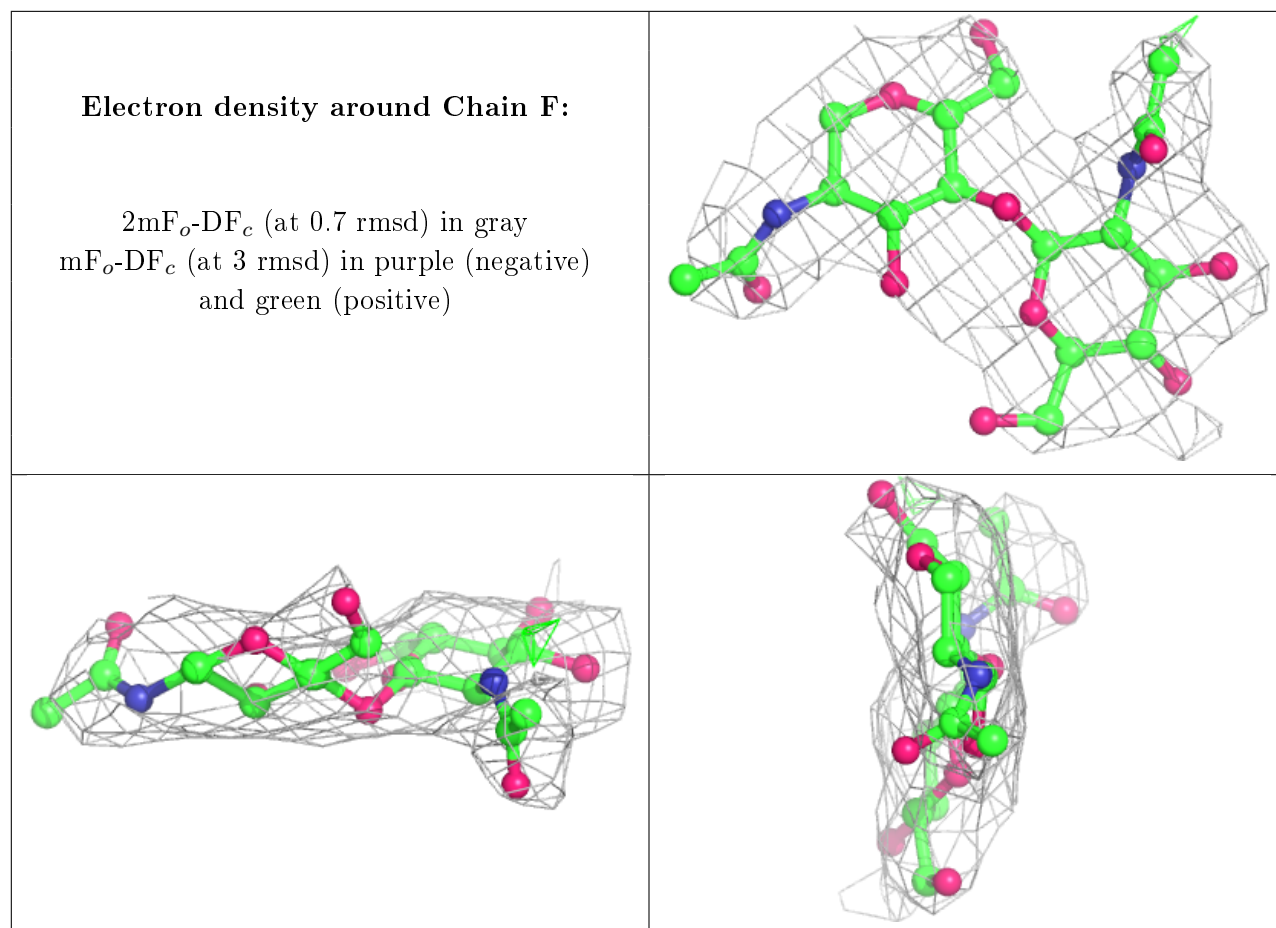 Electron density around Chain F:
2mFₒ-DF𝒸 (at 0.7 rmsd) in gray
mFₒ-DF𝒸 (at 3 rmsd) in purple (negative)
and green (positive)